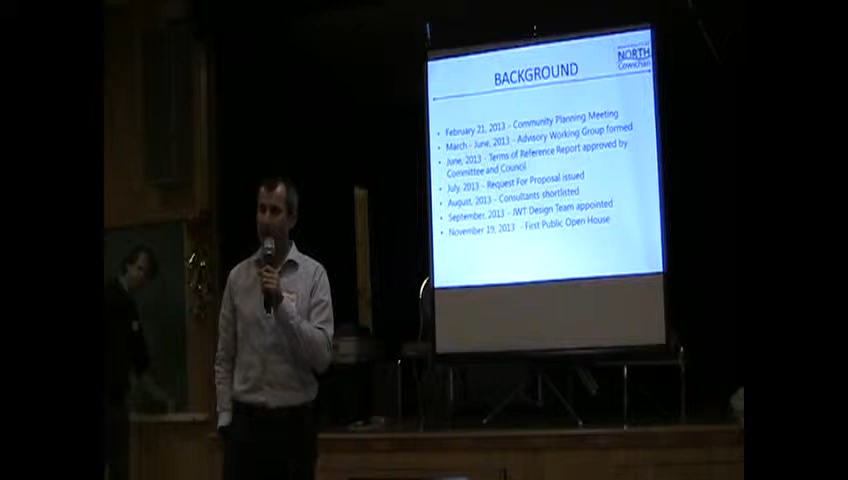 NORTH
Cowichan
BACKGROUND
• February 21, 2013 - Community Planning Meeting
• March - June, 2013 - Advisory Working Group formed
• June, 2013 - Terms of Reference Report approved by
Committee and Council
• July, 2013 - Request For Proposal issued
• August, 2013 - Consultants shortlisted
• September, 2013 - JWT Design Team appointed
• November 19, 2013 - First Public Open House